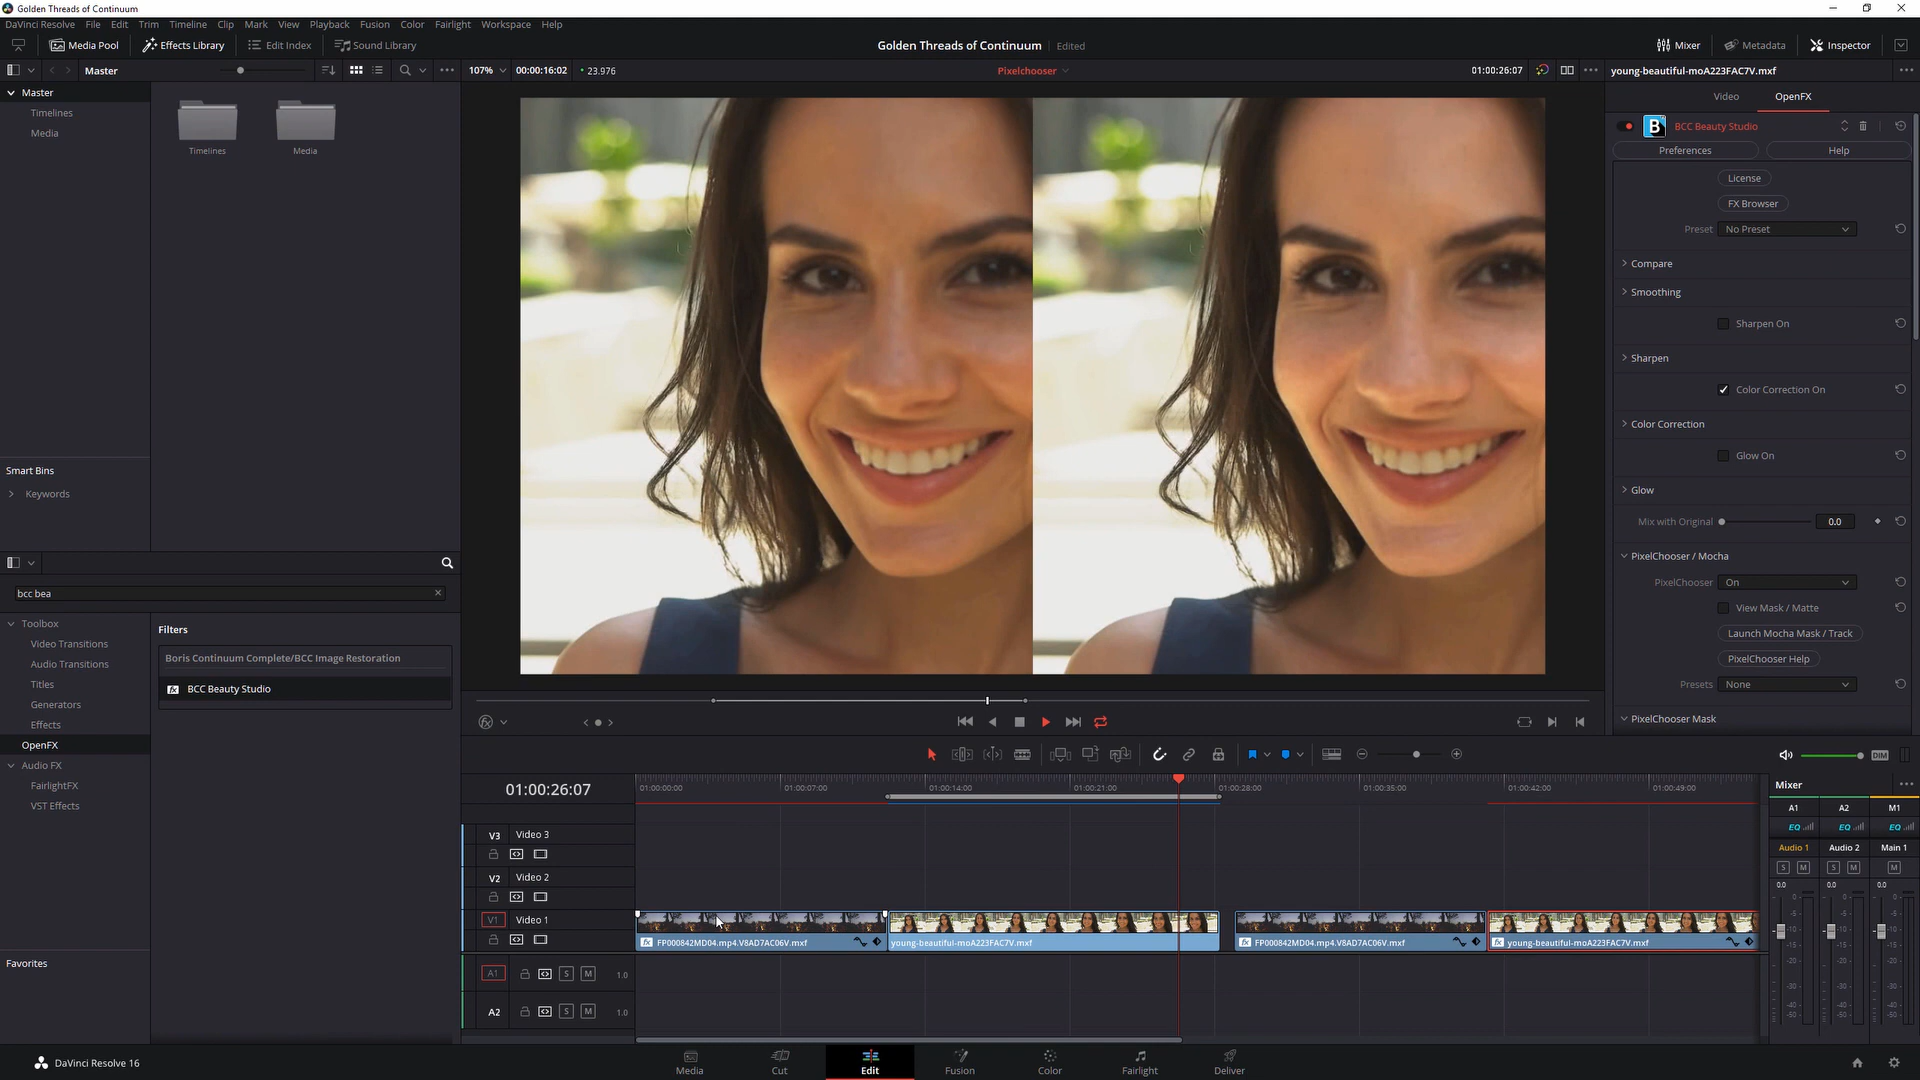 Golden Threads of Continuum
DaVinci Resolve File Edit Trim Timeline Clip Mark View Playback Fusion Color Fairlight Workspace Help
Media Pool Effects Library Edit Index Sound Library Golden Threads of Continuum Edited Mixer Metadata Inspector
Master 107% 00:00:16:02 23.976 Pixelchooser 01:00:26:07 young-beautiful-moA223FAC7V.mxf
Master
Timelines
Media
Timelines Media
Smart Bins
Keywords
Video OpenFX
B BCC Beauty Studio
Preferences Help
License
FX Browser
Preset No Preset
Compare
Smoothing
Sharpen On
Sharpen
Color Correction On
Color Correction
Glow On
Glow
Mix with Original 0.0
PixelChooser / Mocha
PixelChooser On
View Mask / Matte
Launch Mocha Mask / Track
PixelChooser Help
Presets None
PixelChooser Mask
bcc bea
Toolbox
Video Transitions
Audio Transitions
Titles
Generators
Effects
OpenFX
Audio FX
FairlightFX
VST Effects
Favorites
Filters
Boris Continuum Complete/BCC Image Restoration
fx BCC Beauty Studio
DIM
01:00:26:07 01:00:00:00 01:00:07:00 01:00:14:00 01:00:21:00 01:00:28:00 01:00:35:00 01:00:42:00 01:00:49:00
V3 Video 3
V2 Video 2
V1 Video 1
fx FP000842MD04.mp4.V8AD7AC06V.mxf young-beautiful-moA223FAC7V.mxf fx FP000842MD04.mp4.V8AD7AC06V.mxf fx young-beautiful-moA223FAC7V.mxf
A1 S M 1.0
A2 S M 1.0
Mixer
A1 A2 M1
EQ EQ EQ
Audio 1 Audio 2 Main 1
S M S M M
0.0 0.0 0.0
DaVinci Resolve 16 Media Cut Edit Fusion Color Fairlight Deliver